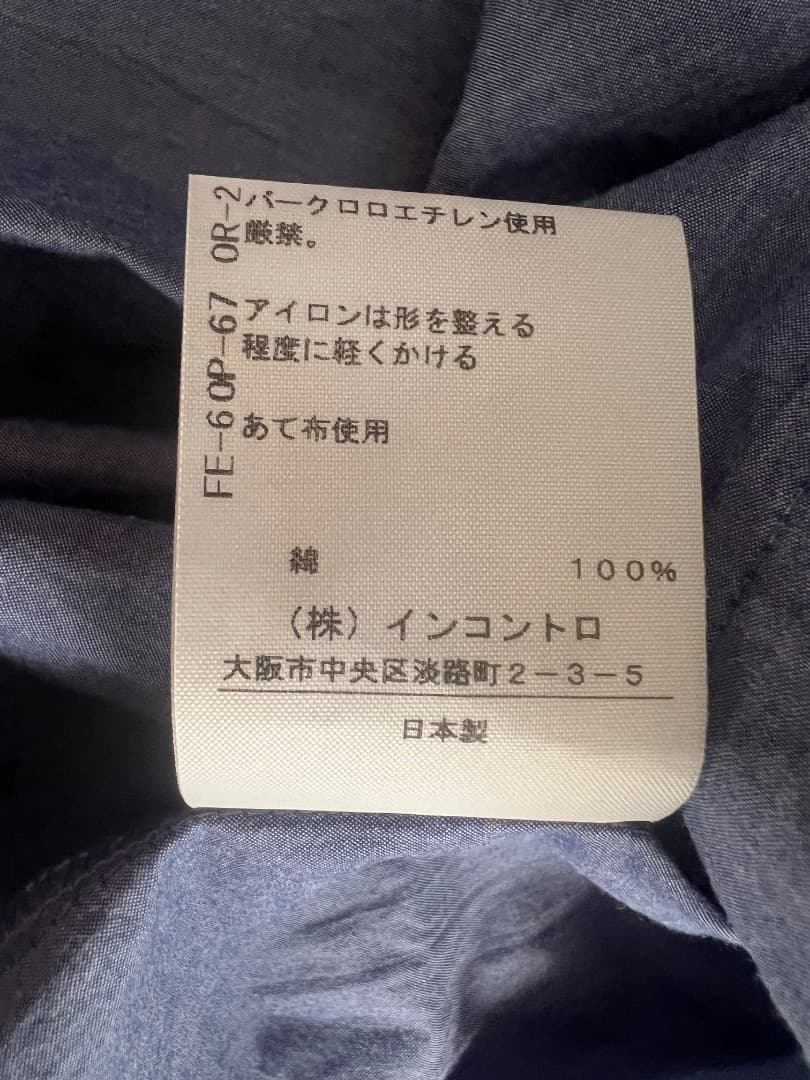 パークロロエチレン使用
厳禁。
アイロンは形を整える
程度に軽くかける
あて布使用
綿 100%
(株)インコントロ
大阪市中央区淡路町2-3-5
日本製
FE-6OP-67 OR-2